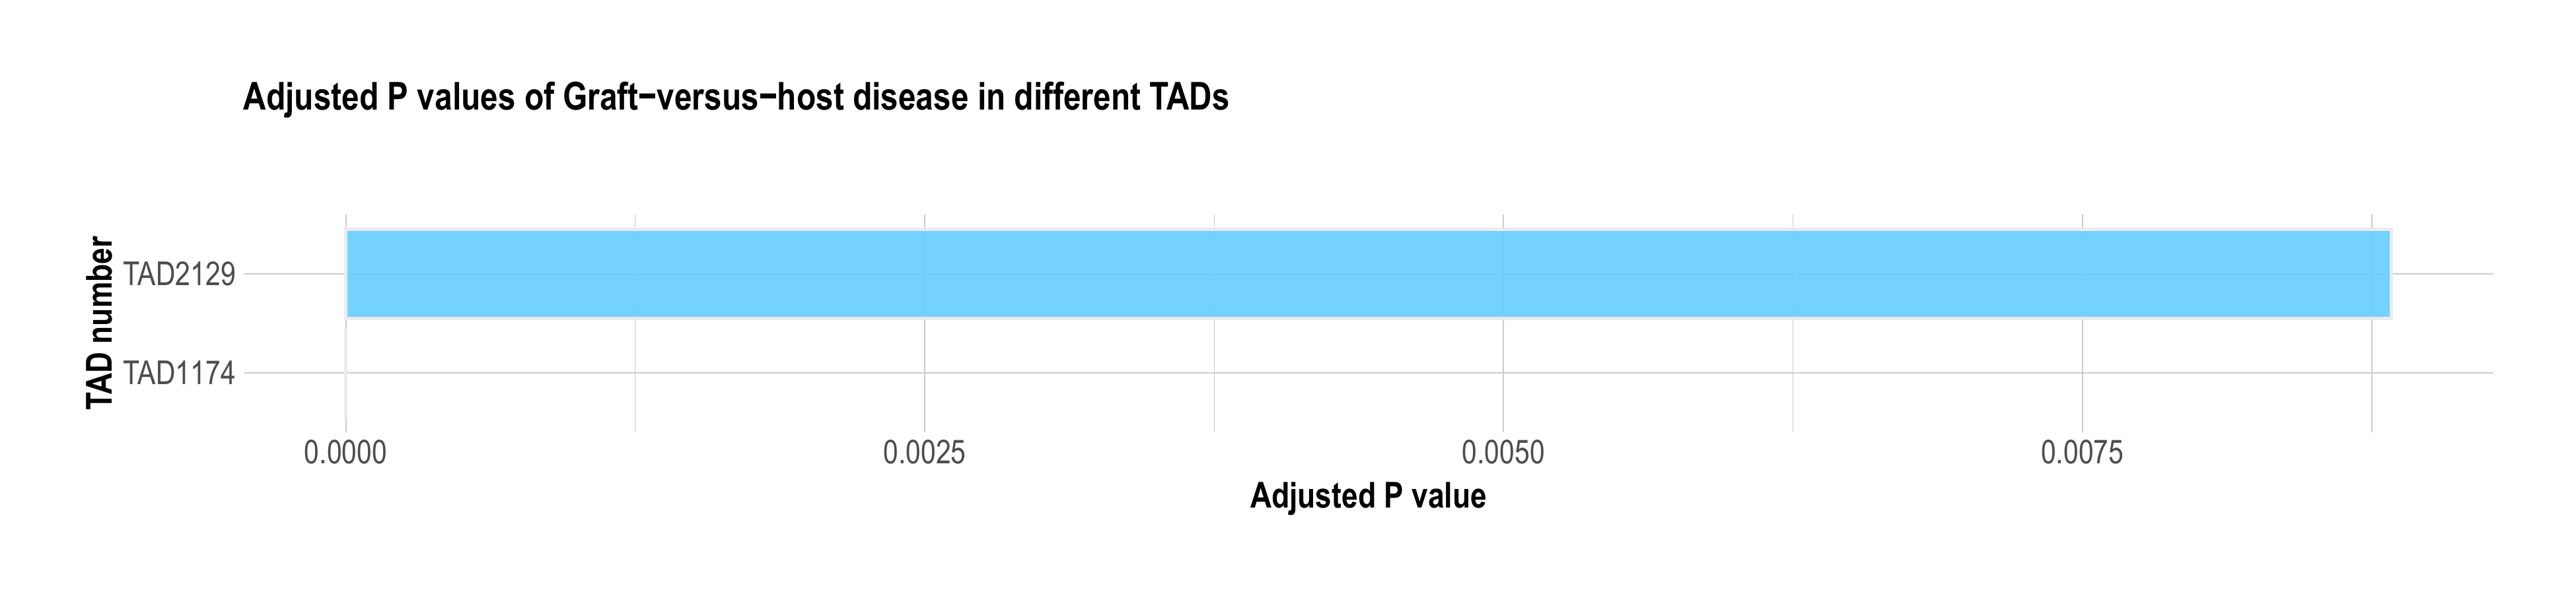 Adjusted P values of Graft−versus−host disease in different TADs
TAD number
TAD2129
TAD1174
0.0000 0.0025 0.0050 0.0075
Adjusted P value